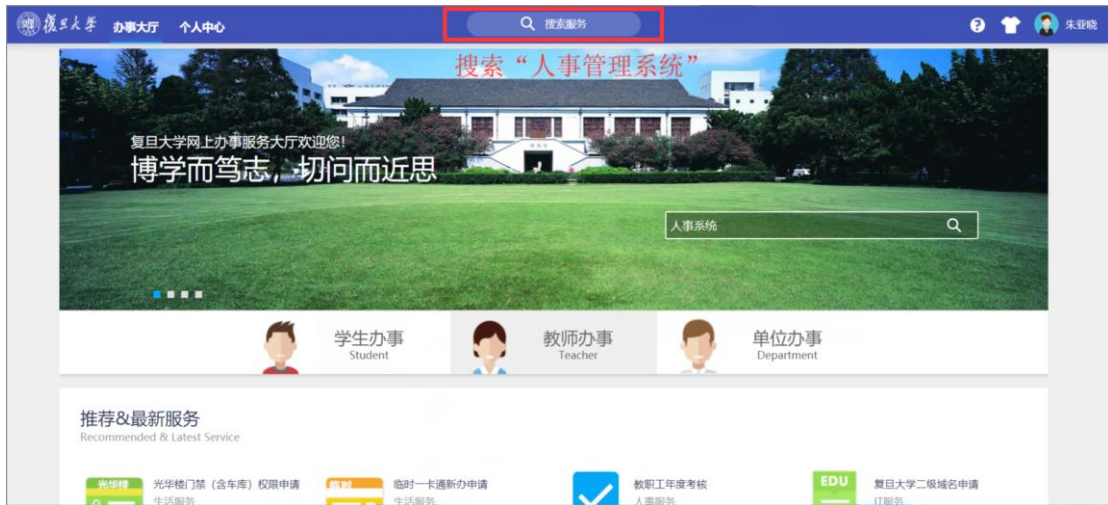 復旦大学 办事大厅 个人中心 搜索服务 朱亚晓
搜索“人事管理系统”
复旦大学网上办事服务大厅欢迎您！
博学而笃志，切问而近思
人事系统
学生办事 教师办事 单位办事
Student Teacher Department
推荐&最新服务
Recommended & Latest Service
光华楼 光华楼门禁（含车库）权限申请 临时 临时一卡通新办申请 教职工年度考核 EDU 复旦大学二级域名申请
生活服务 生活服务 人事服务 IT服务